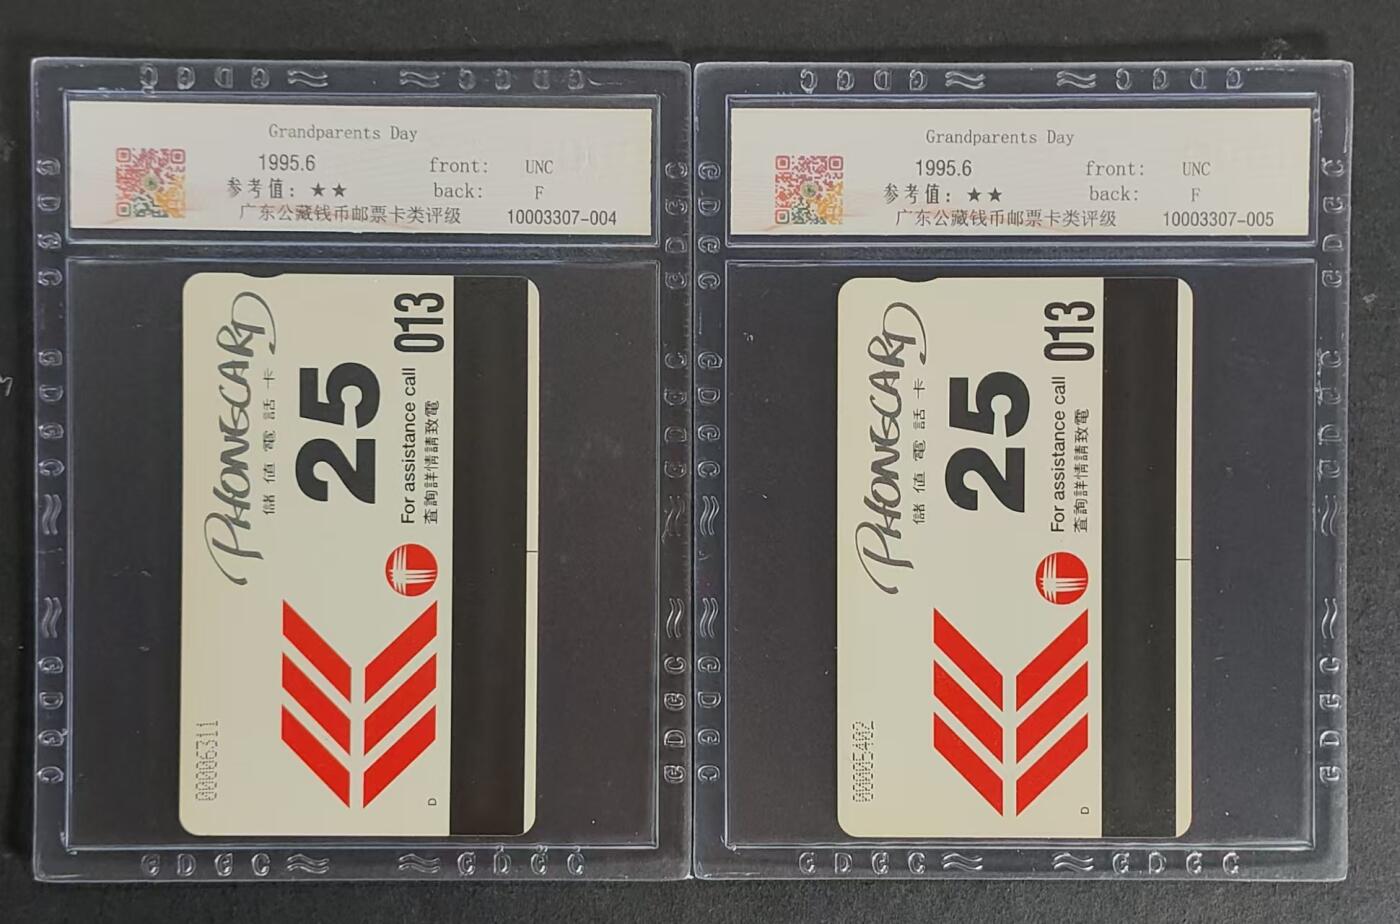 Grandparents Day
1995.6 front: UNC
参考值：★★ back: F
广东公藏钱币邮票卡类评级 10003307-004
PHONECARD
儲值電話卡
25
For assistance call 013
查詢詳情請致電
00006311
D
Grandparents Day
1995.6 front: UNC
参考值：★★ back: F
广东公藏钱币邮票卡类评级 10003307-005
PHONECARD
儲值電話卡
25
For assistance call 013
查詢詳情請致電
00005402
D